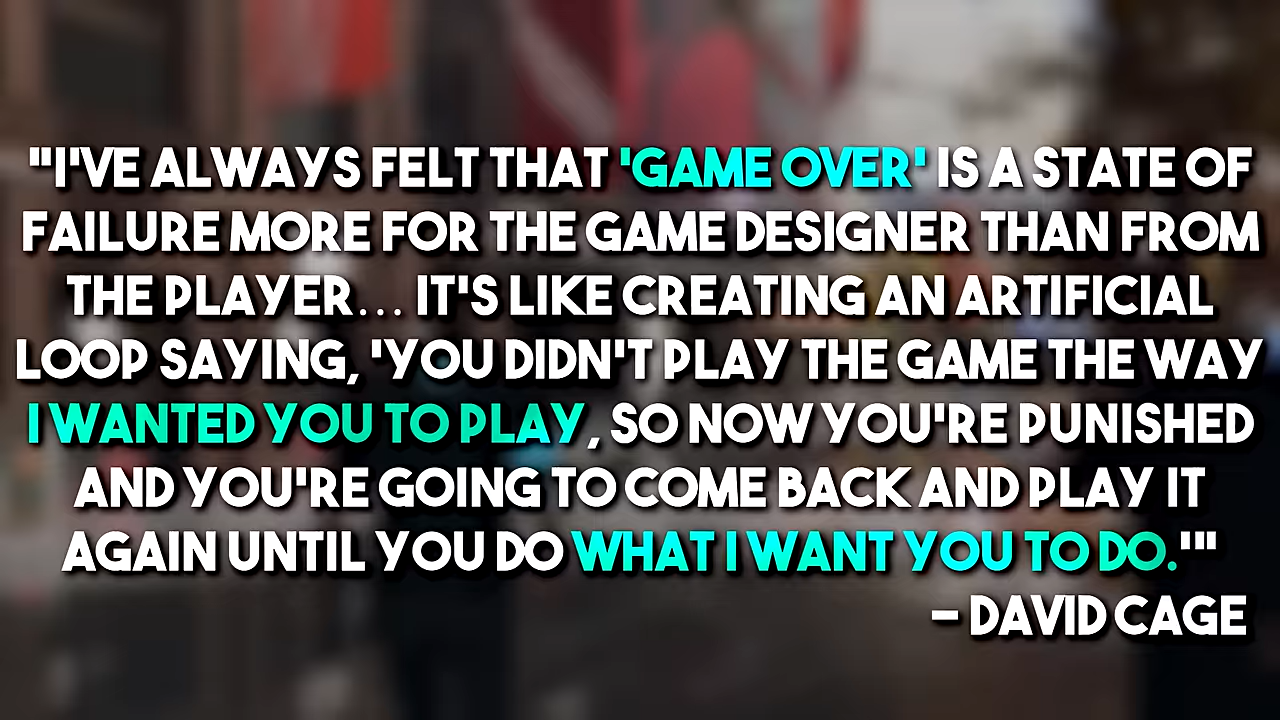 "I'VE ALWAYS FELT THAT 'GAME OVER' IS A STATE OF
FAILURE MORE FOR THE GAME DESIGNER THAN FROM
THE PLAYER... IT'S LIKE CREATING AN ARTIFICIAL
LOOP SAYING, 'YOU DIDN'T PLAY THE GAME THE WAY
I WANTED YOU TO PLAY, SO NOW YOU'RE PUNISHED
AND YOU'RE GOING TO COME BACK AND PLAY IT
AGAIN UNTIL YOU DO WHAT I WANT YOU TO DO.'"
- DAVID CAGE